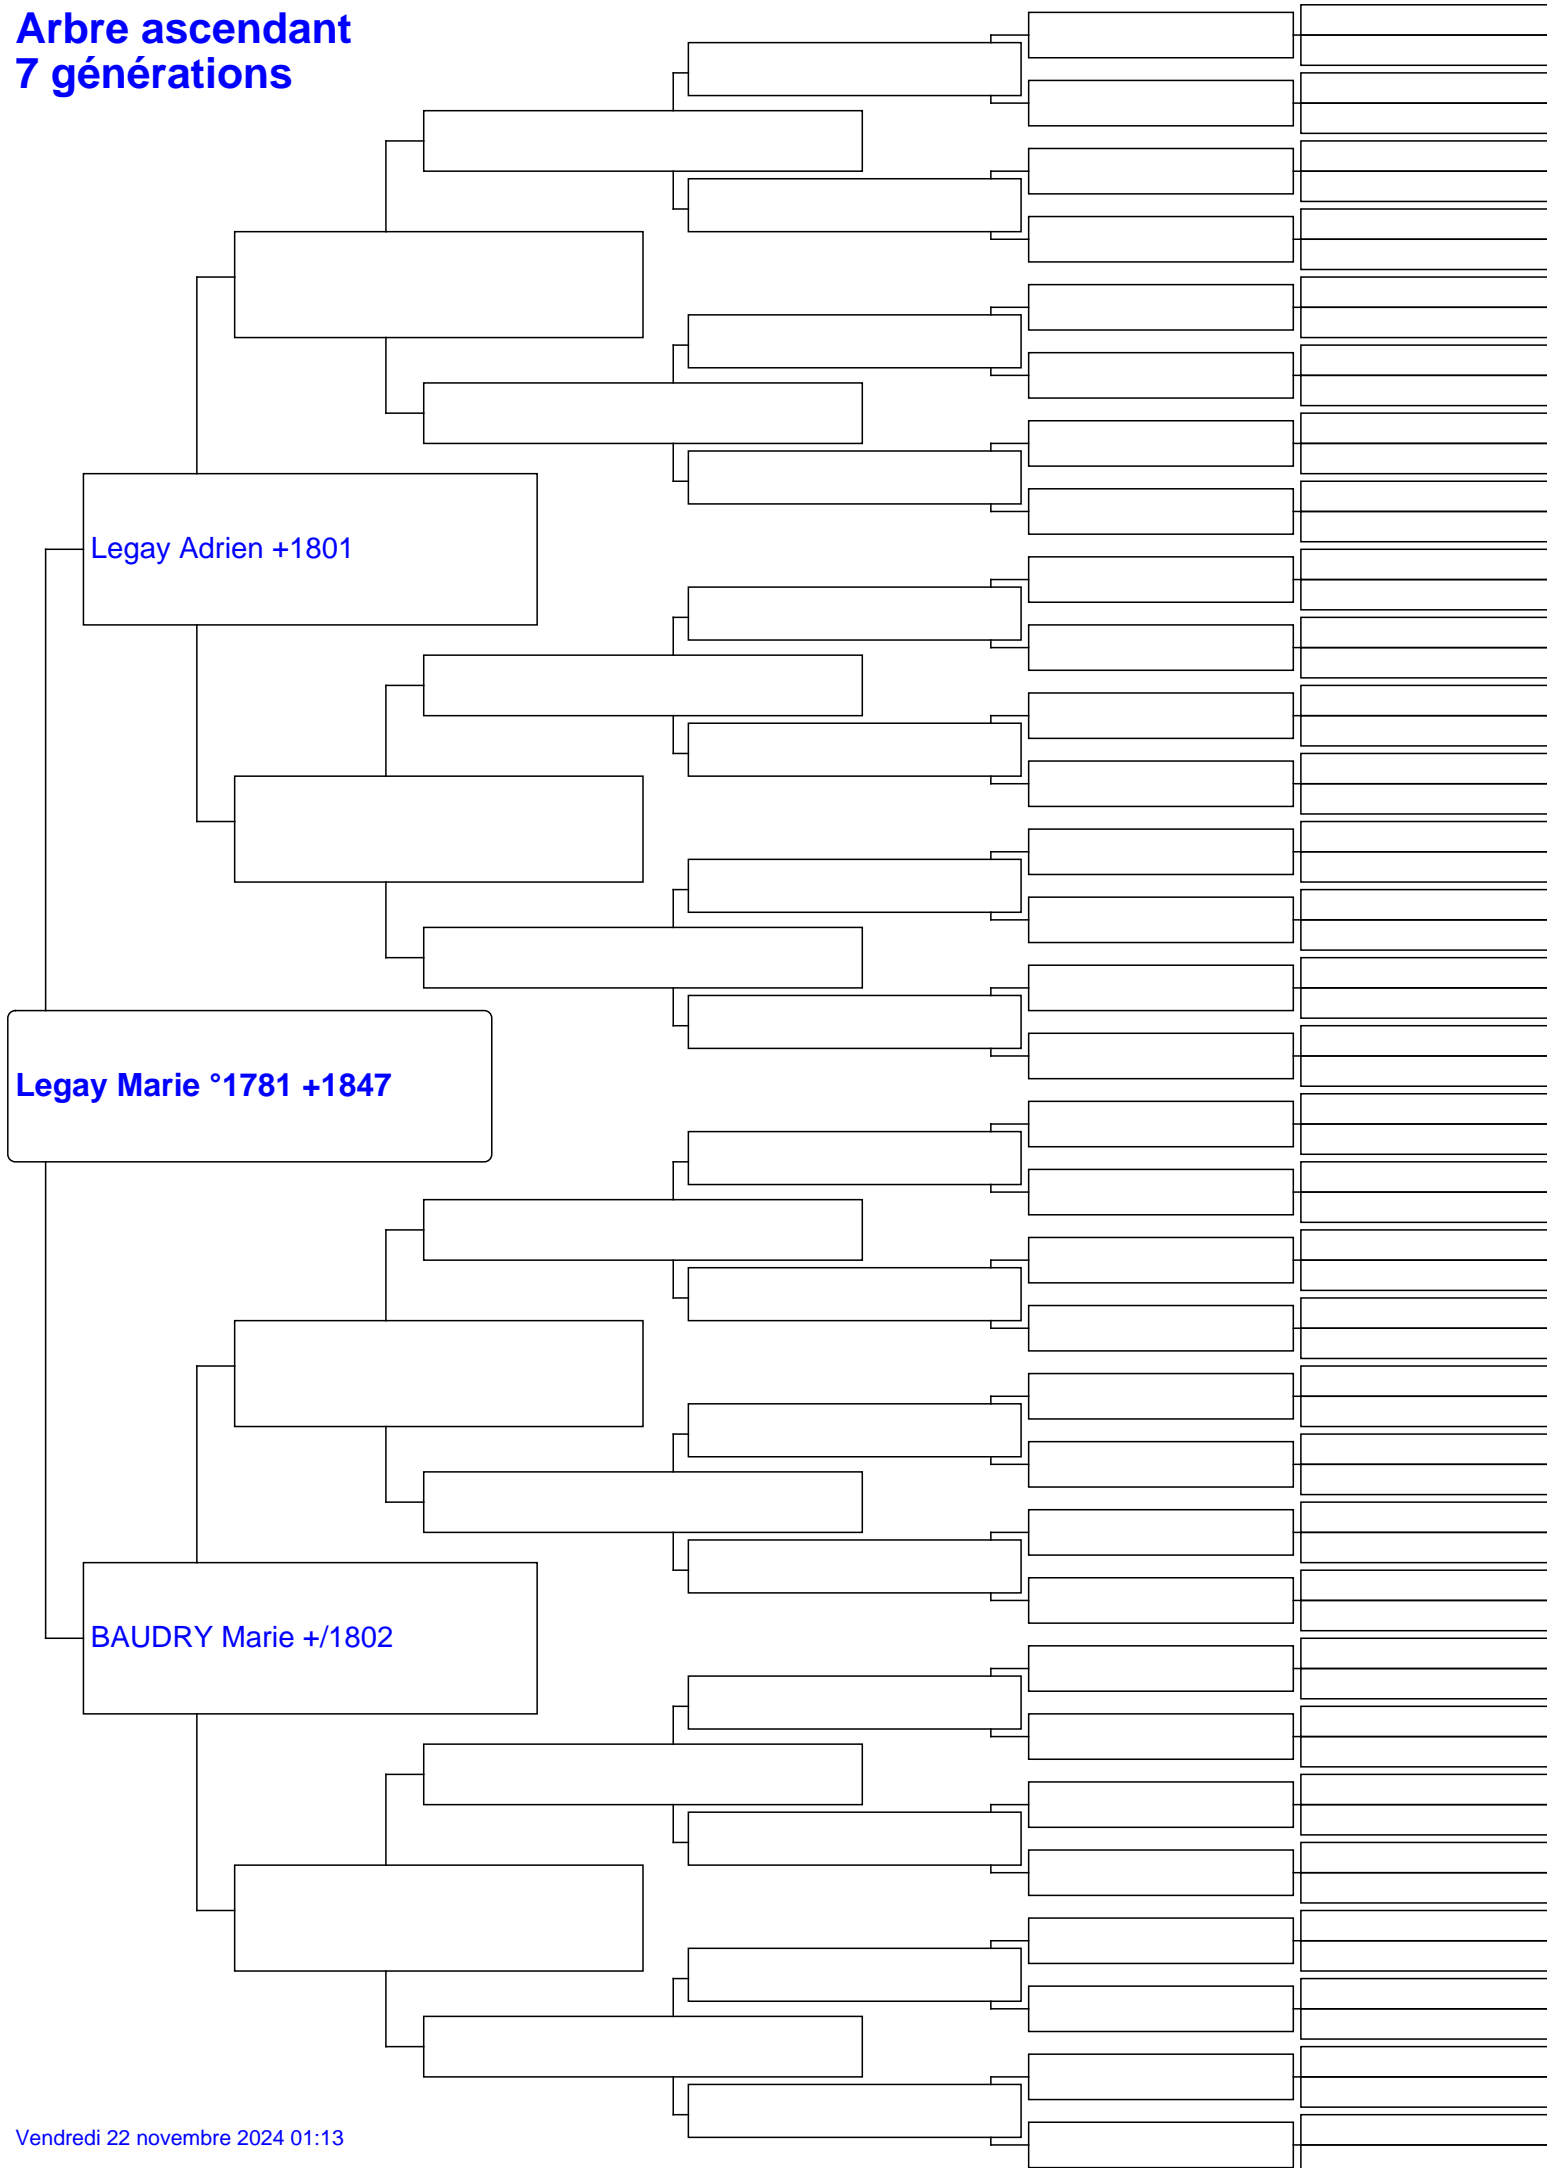 Arbre ascendant
7 générations
Legay Adrien +1801
Legay Marie °1781 +1847
BAUDRY Marie +/1802
Vendredi 22 novembre 2024 01:13